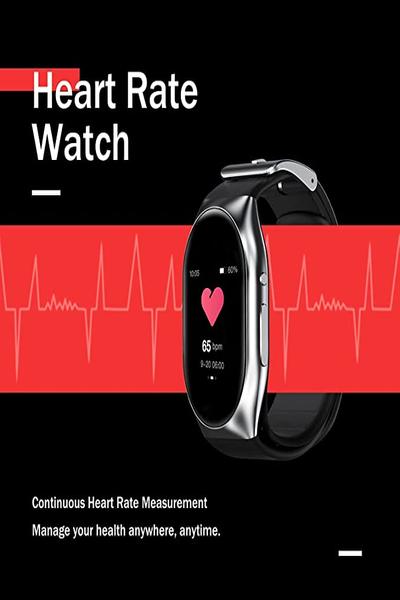 Heart Rate
Watch
10:05 60%
65 bpm
9-20 06:00
Continuous Heart Rate Measurement
Manage your health anywhere, anytime.